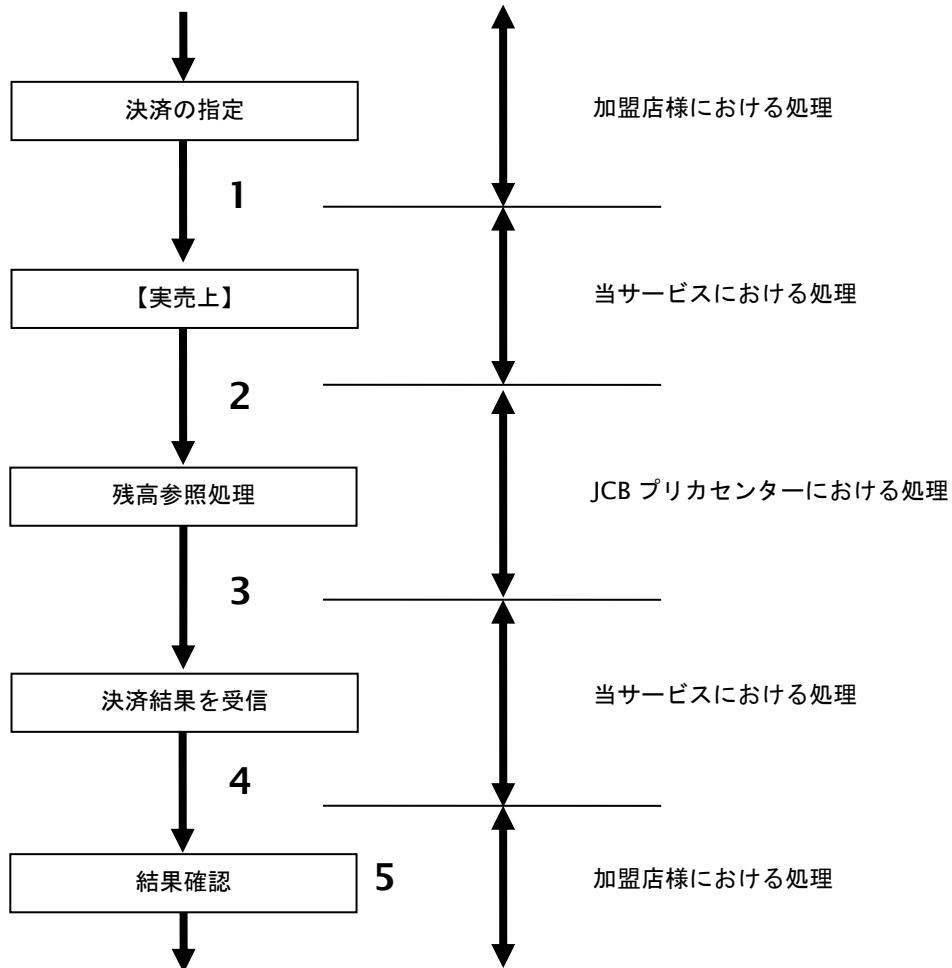 決済の指定
加盟店様における処理
1
【実売上】
当サービスにおける処理
2
残高参照処理
JCB プリカセンターにおける処理
3
決済結果を受信
当サービスにおける処理
4
結果確認
5
加盟店様における処理